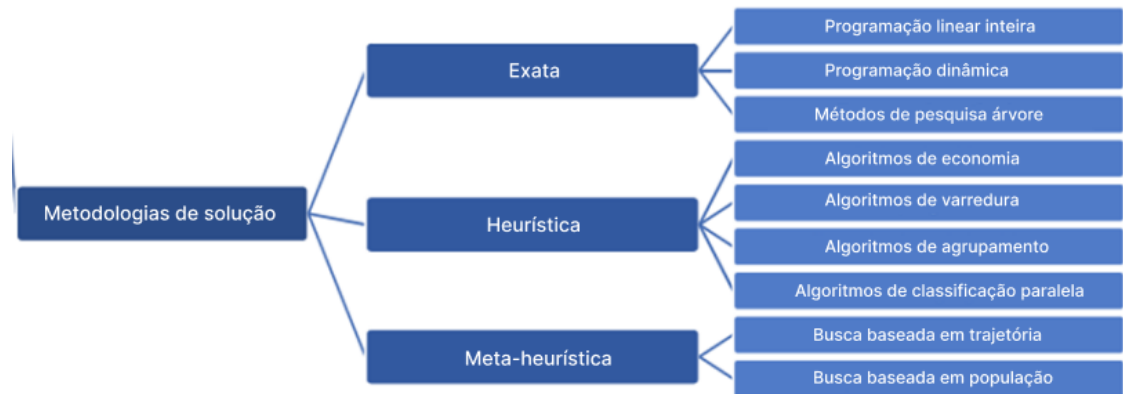 Metodologias de solução
Exata
Programação linear inteira
Programação dinâmica
Métodos de pesquisa árvore
Heurística
Algoritmos de economia
Algoritmos de varredura
Algoritmos de agrupamento
Algoritmos de classificação paralela
Meta-heurística
Busca baseada em trajetória
Busca baseada em população